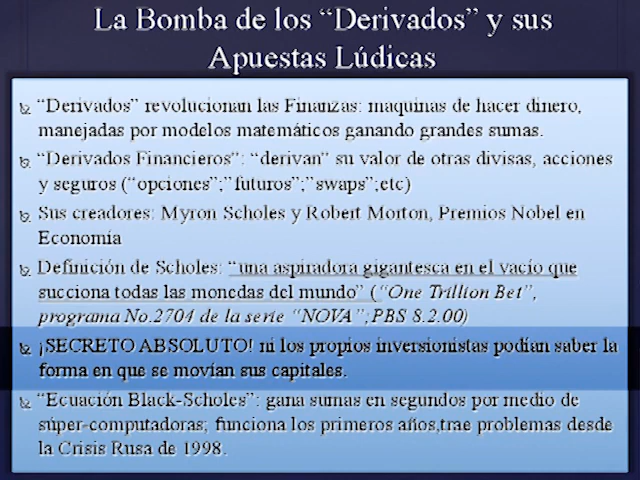 La Bomba de los “Derivados” y sus
Apuestas Lúdicas
“Derivados” revolucionan las Finanzas: maquinas de hacer dinero,
manejadas por modelos matemáticos ganando grandes sumas.
“Derivados Financieros”: “derivan” su valor de otras divisas, acciones
y seguros (“opciones”;”futuros”;”swaps”;etc)
Sus creadores: Myron Scholes y Robert Morton, Premios Nobel en
Economía
Definición de Scholes: “una aspiradora gigantesca en el vacío que
succiona todas las monedas del mundo” (“One Trillion Bet”,
programa No.2704 de la serie “NOVA”;PBS 8.2.00)
¡SECRETO ABSOLUTO! ni los propios inversionistas podían saber la
forma en que se movían sus capitales.
“Ecuación Black-Scholes”: gana sumas en segundos por medio de
súper-computadoras; funciona los primeros años,trae problemas desde
la Crisis Rusa de 1998.